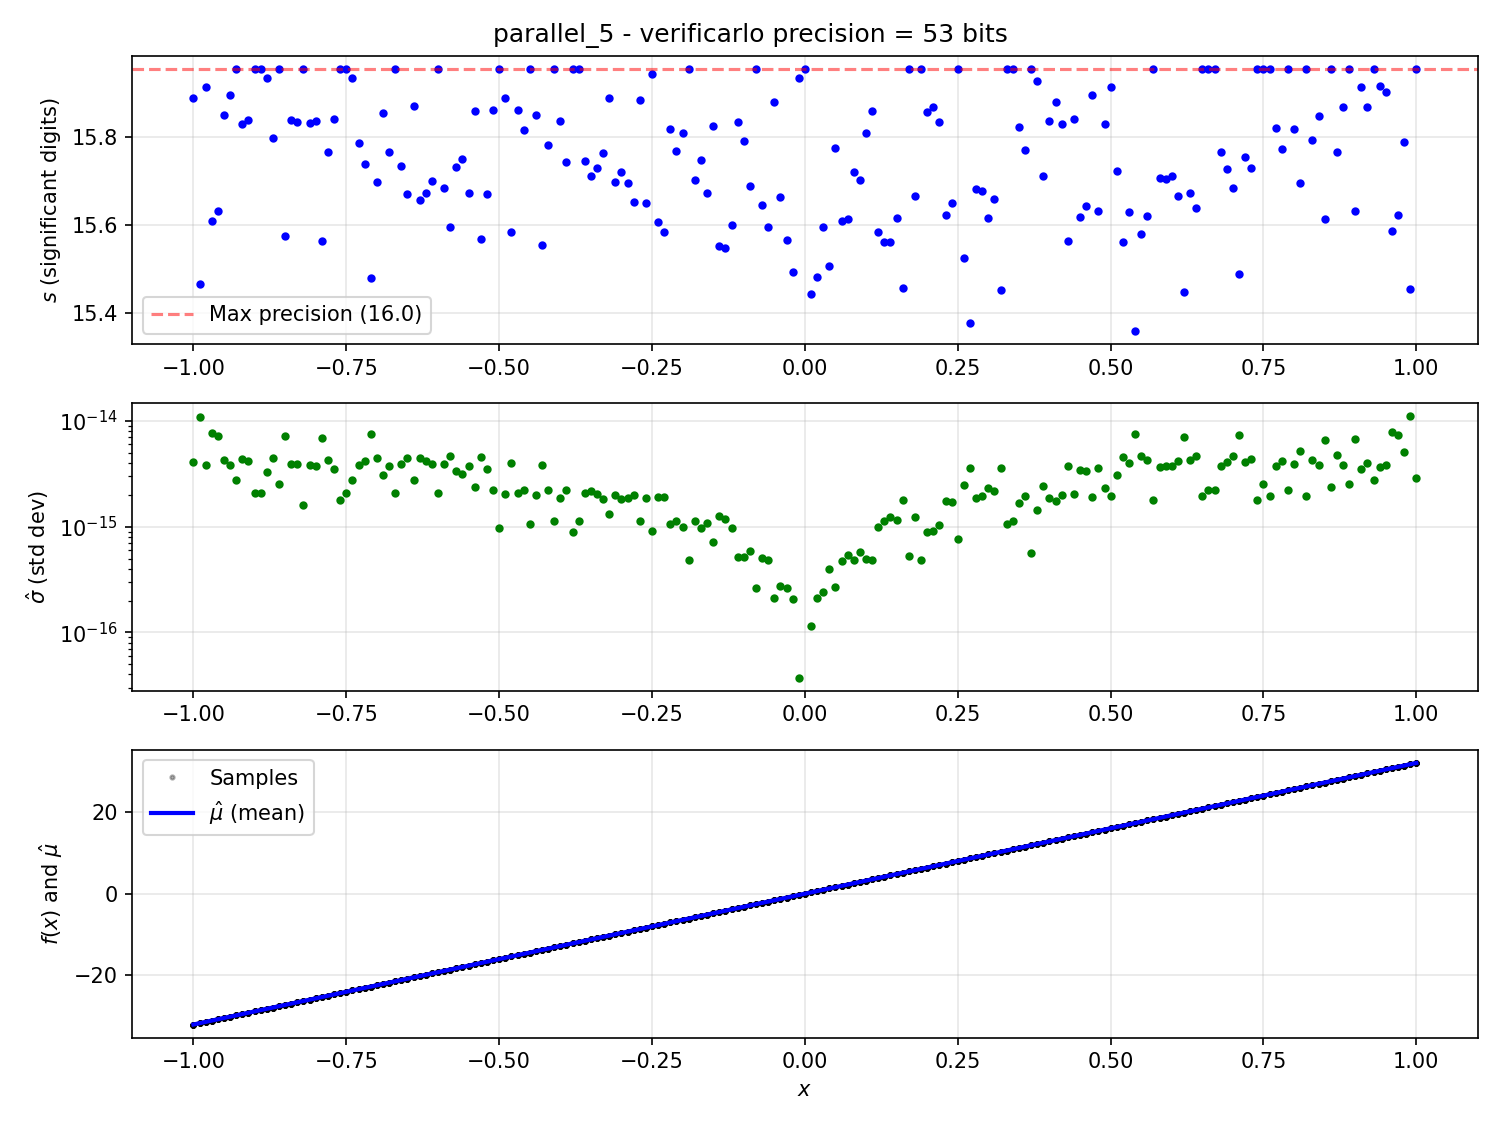 parallel_5 - verificarlo precision = 53 bits
s (significant digits)
15.8
15.6
15.4
Max precision (16.0)
−1.00 −0.75 −0.50 −0.25 0.00 0.25 0.50 0.75 1.00
σ̂ (std dev)
10⁻¹⁴
10⁻¹⁵
10⁻¹⁶
−1.00 −0.75 −0.50 −0.25 0.00 0.25 0.50 0.75 1.00
f(x) and μ̂
20
0
−20
Samples
μ̂ (mean)
−1.00 −0.75 −0.50 −0.25 0.00 0.25 0.50 0.75 1.00
x